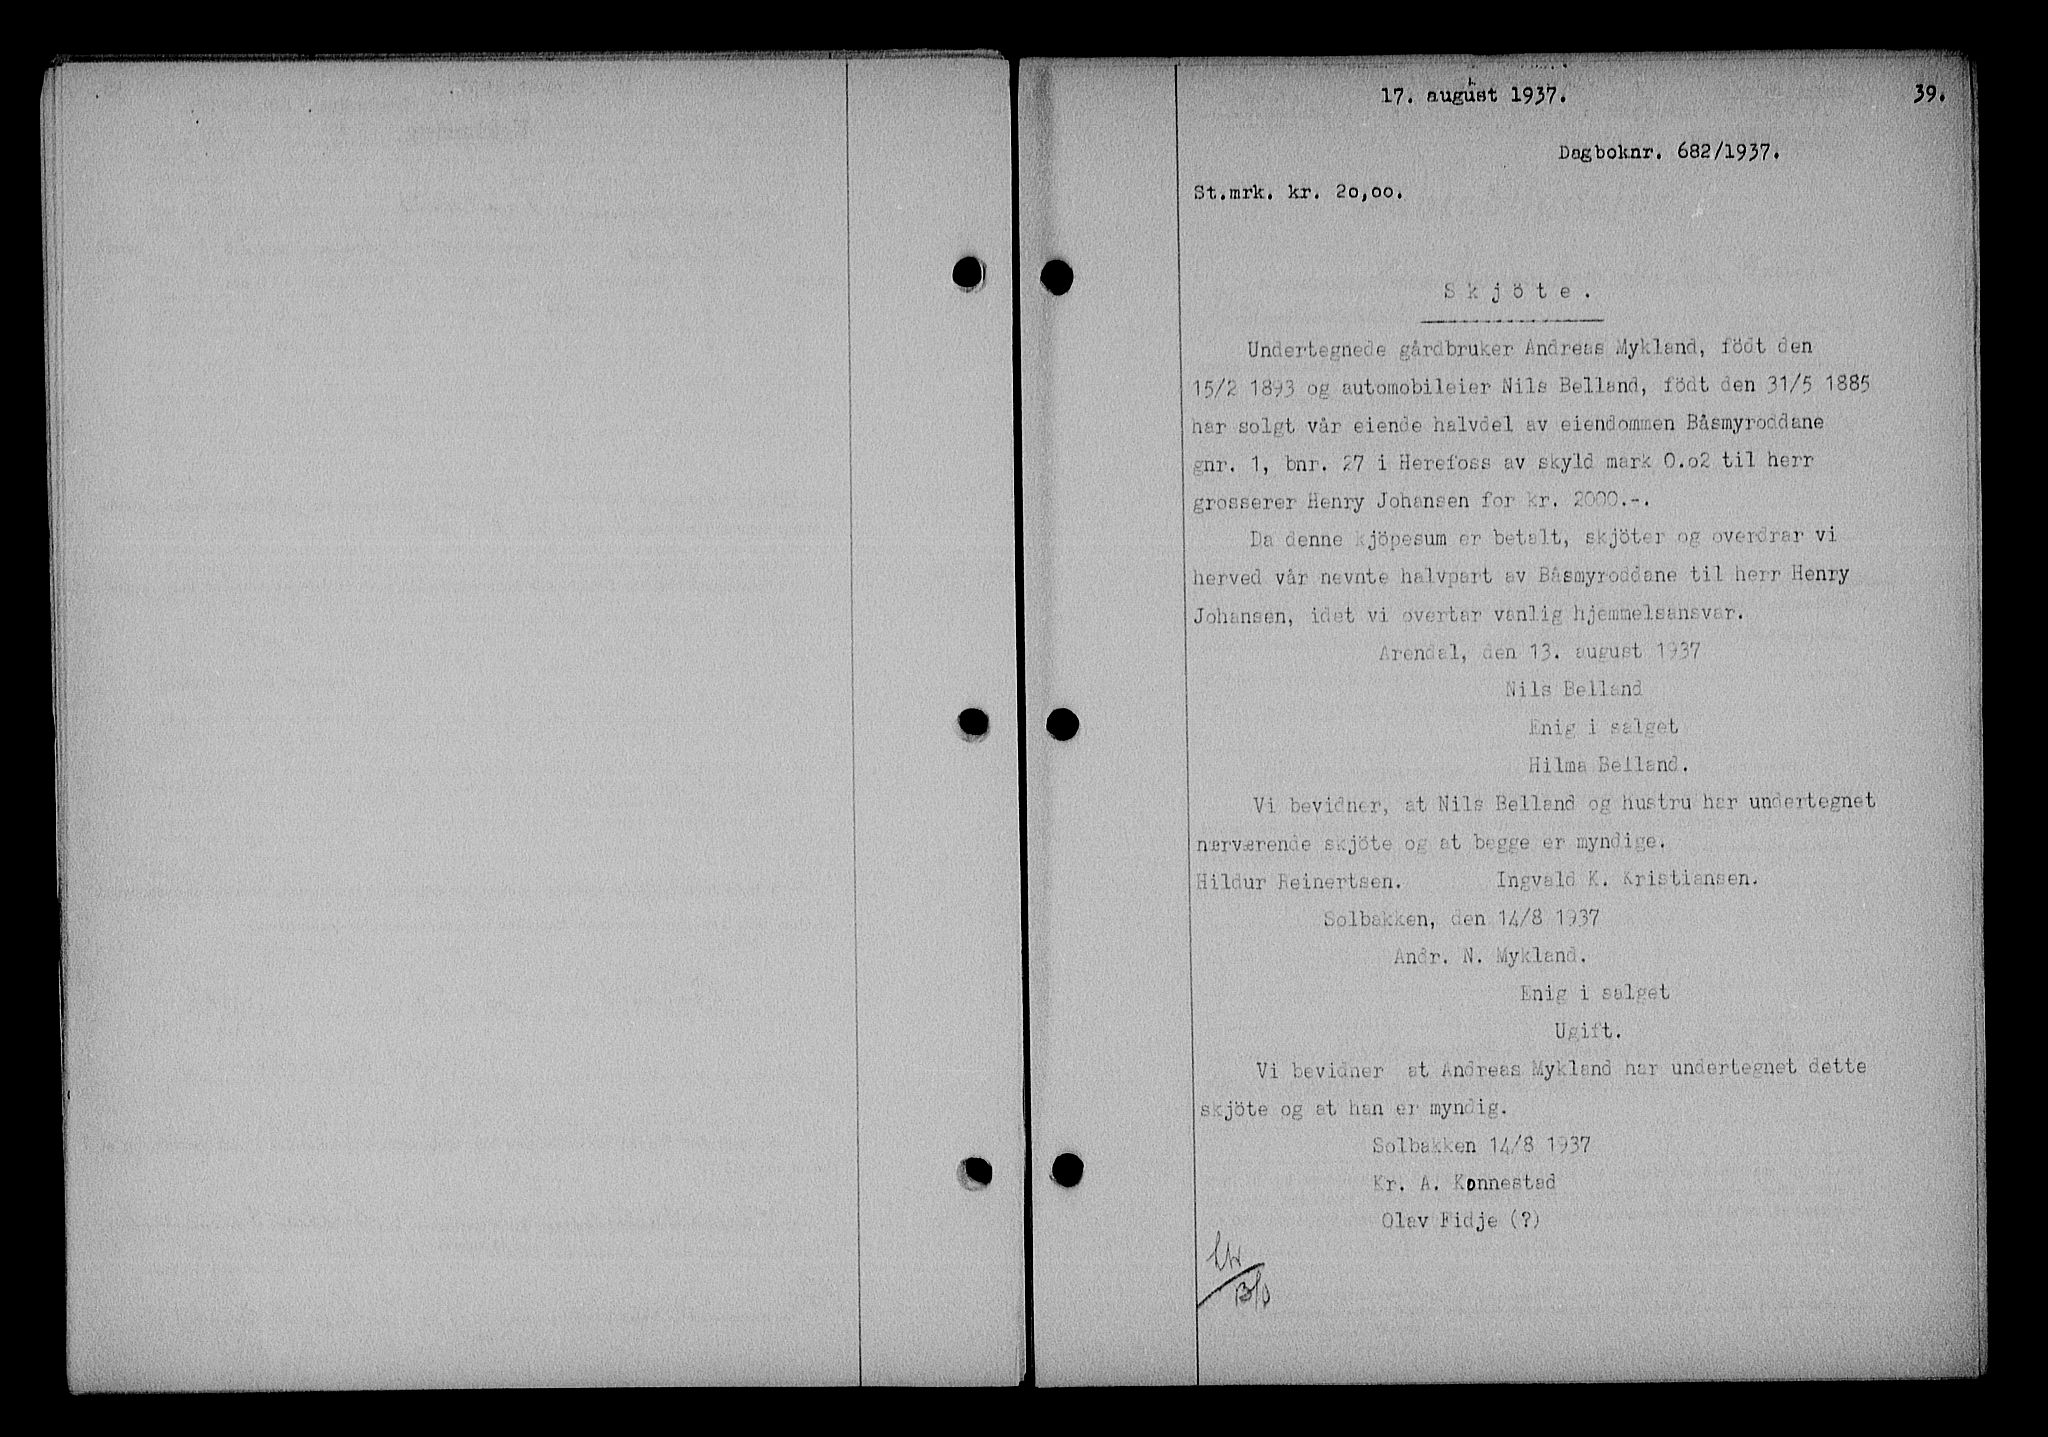 17. august 1937.
39.
Dagboknr. 682/1937.
St.mrk. kr. 20,00.
Skjöte.
Undertegnede gårdbruker Andreas Mykland, födt den
15/2 1893 og automobileier Nils Belland, födt den 31/5 1885
har solgt vår eiende halvdel av eiendommen Båsmyroddane
gnr. 1, bnr. 27 i Herefoss av skyld mark 0.02 til herr
grosserer Henry Johansen for kr. 2000.-.
Da denne kjöpesum er betalt, skjöter og overdrar vi
herved vår nevnte halvpart av Båsmyroddane til herr Henry
Johansen, idet vi overtar vanlig hjemmelsansvar.
Arendal, den 13. august 1937
Nils Belland
Enig i salget
Hilma Belland.
Vi bevidner, at Nils Belland og hustru har undertegnet
nærværende skjöte og at begge er myndige.
Hildur Reinertsen. Ingvald K. Kristiansen.
Solbakken, den 14/8 1937
Andr. N. Mykland.
Enig i salget
Ugift.
Vi bevidner at Andreas Mykland har undertegnet dette
skjöte og at han er myndig.
Solbakken 14/8 1937
Kr. A. Konnestad
Olav Fidje (?)